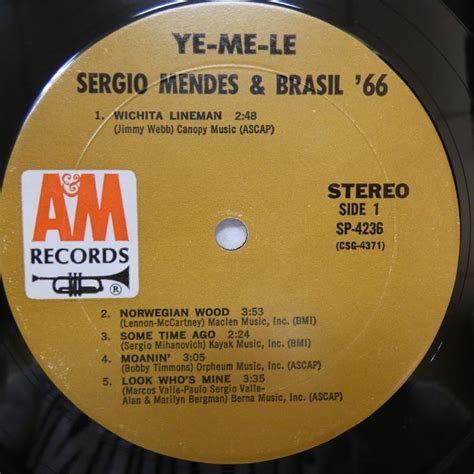 YE-ME-LE
SERGIO MENDES & BRASIL '66
1. WICHITA LINEMAN 2:48
(Jimmy Webb) Canopy Music (ASCAP)
A&M
RECORDS
®
STEREO
SIDE 1
SP-4236
(CSG-4371)
2. NORWEGIAN WOOD 3:53
(Lennon-McCartney) Maclen Music, Inc. (BMI)
3. SOME TIME AGO 2:24
(Sergio Mihanovich) Kayak Music, Inc. (BMI)
4. MOANIN' 3:05
(Bobby Timmons) Orpheum Music, (ASCAP)
5. LOOK WHO'S MINE 3:35
(Marcos Valle-Paulo Sergio Valle-
Alan & Marilyn Bergman) Berna Music, Inc. (ASCAP)